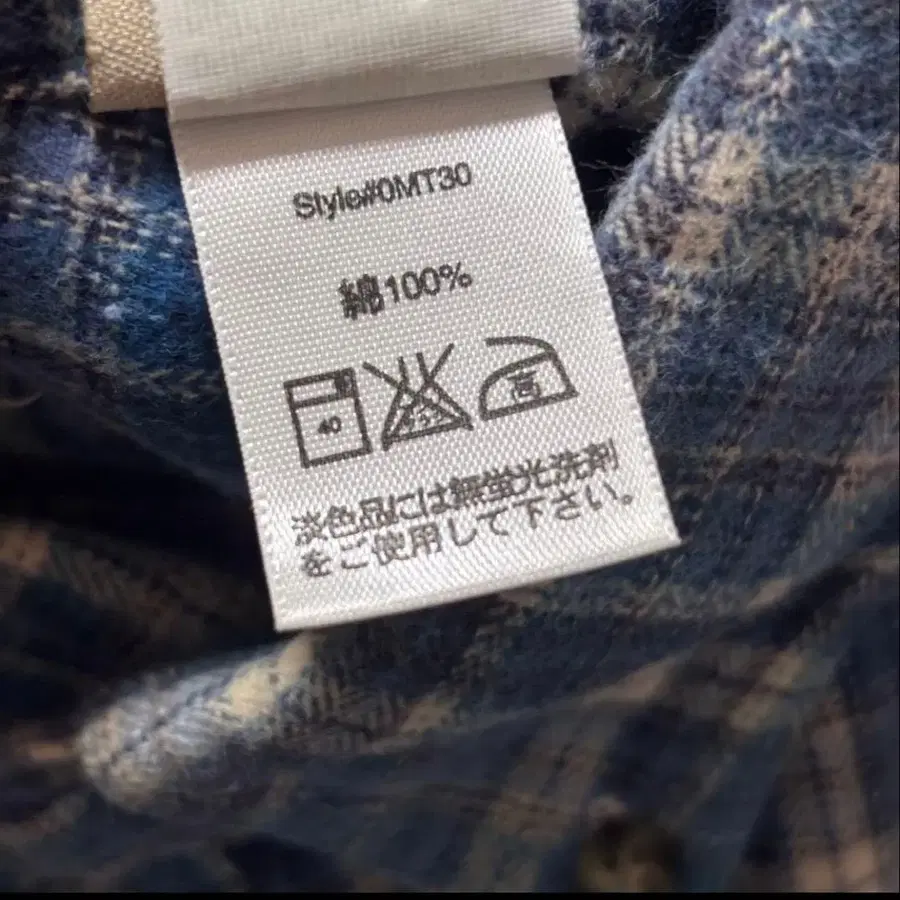 Style#0MT30
綿100%
40
高
淡色品には無蛍光洗剤
をご使用して下さい。